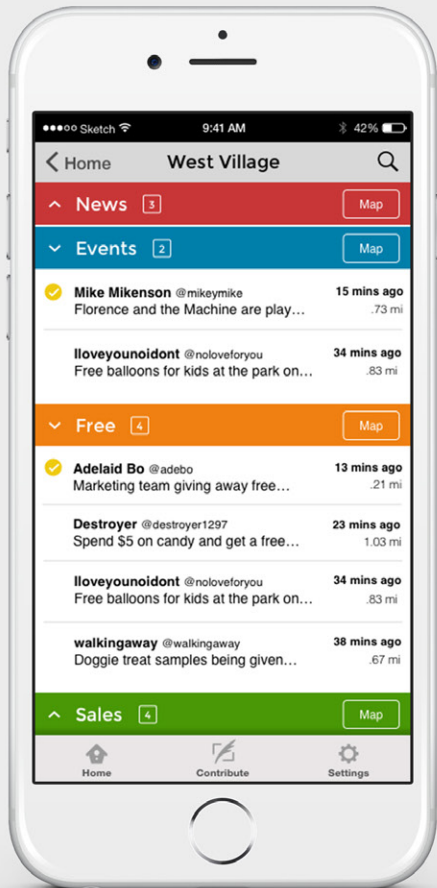 Sketch 9:41 AM 42%
Home West Village
News 3 Map
Events 2 Map
Mike Mikenson @mikeymike 15 mins ago
Florence and the Machine are play... .73 mi
Iloveyounoidont @noloveforyou 34 mins ago
Free balloons for kids at the park on... .83 mi
Free 4 Map
Adelaid Bo @adebo 13 mins ago
Marketing team giving away free... .21 mi
Destroyer @destroyer1297 23 mins ago
Spend $5 on candy and get a free... 1.03 mi
Iloveyounoidont @noloveforyou 34 mins ago
Free balloons for kids at the park on... .83 mi
walkingaway @walkingaway 38 mins ago
Doggie treat samples being given... .67 mi
Sales 4 Map
Home Contribute Settings